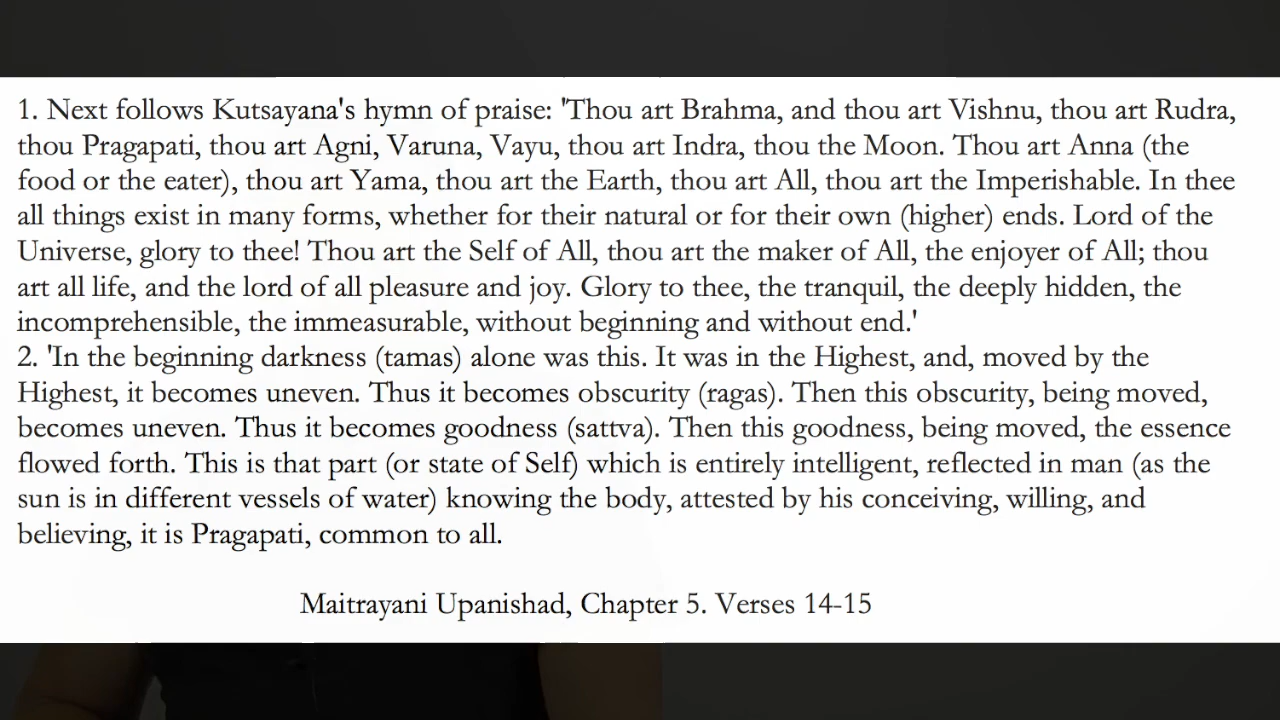 1. Next follows Kutsayana's hymn of praise: 'Thou art Brahma, and thou art Vishnu, thou art Rudra,
thou Pragapati, thou art Agni, Varuna, Vayu, thou art Indra, thou the Moon. Thou art Anna (the
food or the eater), thou art Yama, thou art the Earth, thou art All, thou art the Imperishable. In thee
all things exist in many forms, whether for their natural or for their own (higher) ends. Lord of the
Universe, glory to thee! Thou art the Self of All, thou art the maker of All, the enjoyer of All; thou
art all life, and the lord of all pleasure and joy. Glory to thee, the tranquil, the deeply hidden, the
incomprehensible, the immeasurable, without beginning and without end.'
2. 'In the beginning darkness (tamas) alone was this. It was in the Highest, and, moved by the
Highest, it becomes uneven. Thus it becomes obscurity (ragas). Then this obscurity, being moved,
becomes uneven. Thus it becomes goodness (sattva). Then this goodness, being moved, the essence
flowed forth. This is that part (or state of Self) which is entirely intelligent, reflected in man (as the
sun is in different vessels of water) knowing the body, attested by his conceiving, willing, and
believing, it is Pragapati, common to all.
Maitrayani Upanishad, Chapter 5. Verses 14-15